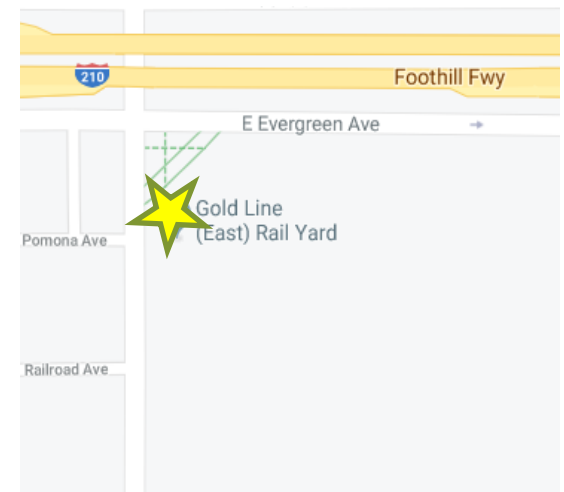 210
Foothill Fwy
E Evergreen Ave
Gold Line
(East) Rail Yard
Pomona Ave
Railroad Ave